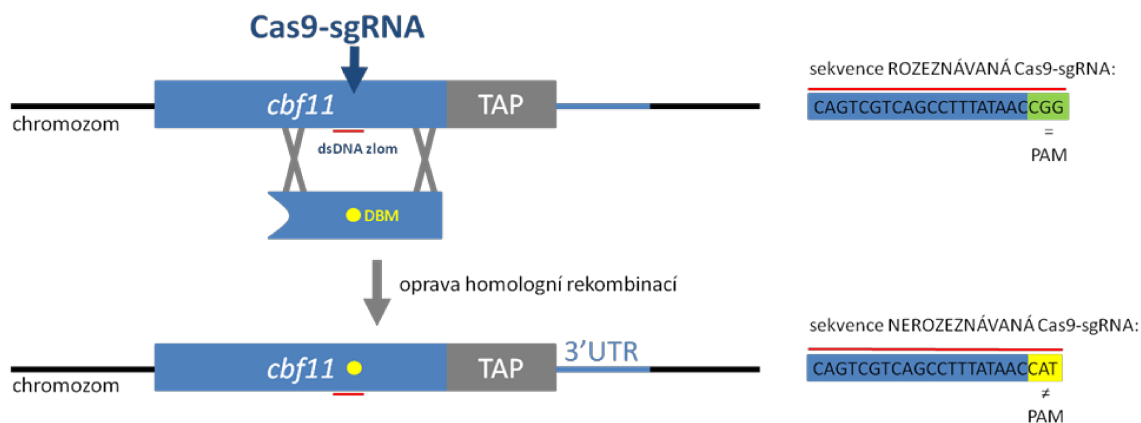 Cas9-sgRNA
cbf11
TAP
chromozom
dsDNA zlom
DBM
oprava homologní rekombinací
cbf11
TAP
3'UTR
chromozom
sekvence ROZEZNÁVANÁ Cas9-sgRNA:
CAGTCGTCAGCCTTTATAACCGG
=
PAM
sekvence NEROZEZNÁVANÁ Cas9-sgRNA:
CAGTCGTCAGCCTTTATAACCAT
≠
PAM